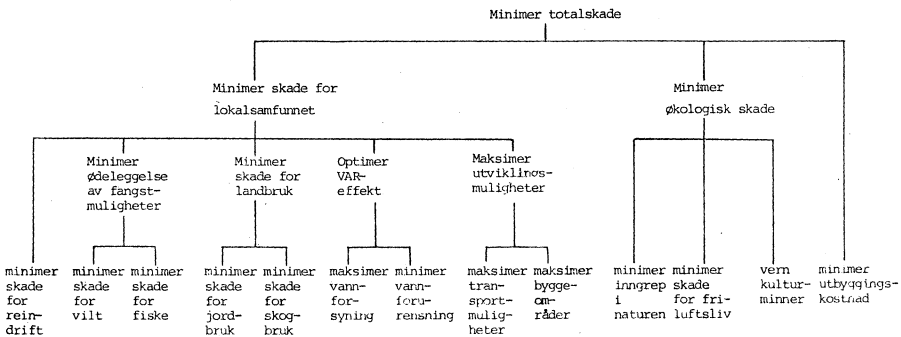 Minimer totalskade
Minimer skade for
lokalsamfunnet
Minimer
økologisk skade
Minimer
ødeleggelse
av fangst-
muligheter
Minimer
skade for
landbruk
Optimer
VAR-
effekt
Maksimer
utviklings-
muligheter
minimer
skade
for
rein-
drift
minimer
skade
for
vilt
minimer
skade
for
fiske
minimer
skade
for
jord-
bruk
minimer
skade
for
skog-
bruk
maksimer
vann-
for-
syning
minimer
vann-
foru-
rensning
maksimer
tran-
sport-
mulig-
heter
maksimer
bygge-
om-
råder
minimer
inngrep
i
naturen
minimer
skade
for fri-
luftsliv
vern
kultur-
minner
minimer
utbyggings-
kostnad